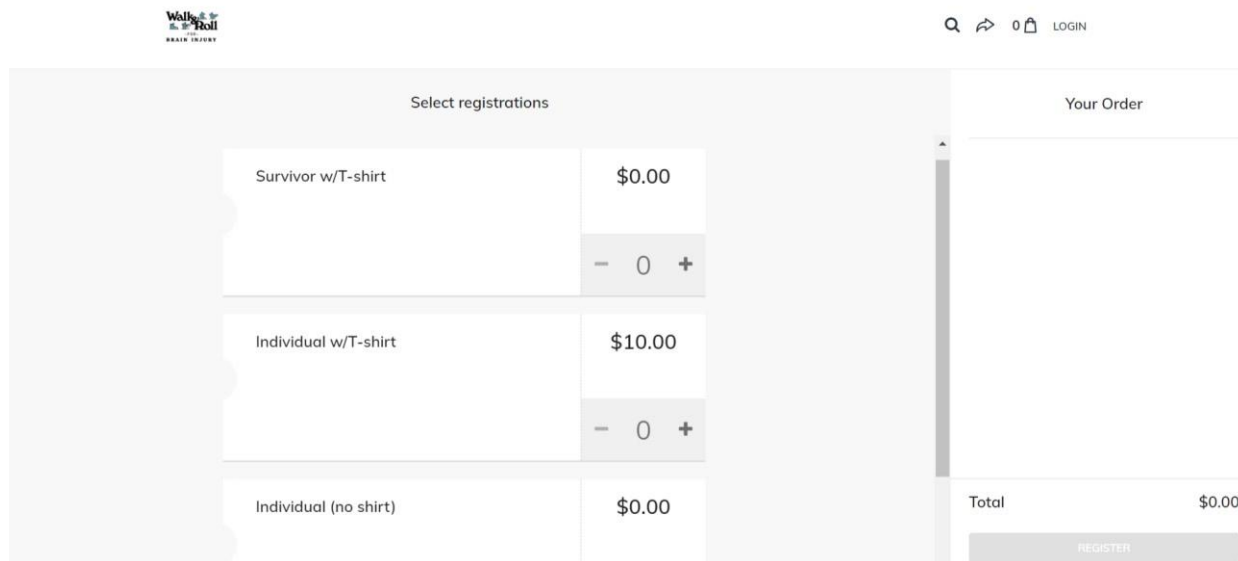 Walk &
Roll
FOR
BRAIN INJURY
0
LOGIN
Select registrations
Your Order
Survivor w/T-shirt
$0.00
− 0 +
Individual w/T-shirt
$10.00
− 0 +
Individual (no shirt)
$0.00
Total
$0.00
REGISTER